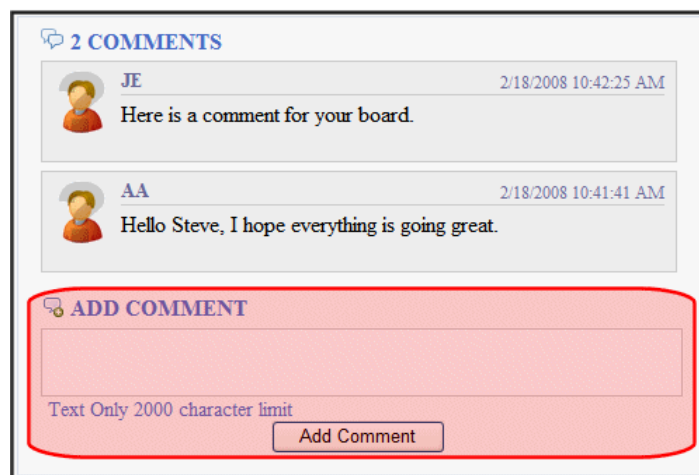 2 COMMENTS
JE 2/18/2008 10:42:25 AM
Here is a comment for your board.
AA 2/18/2008 10:41:41 AM
Hello Steve, I hope everything is going great.
ADD COMMENT
Text Only 2000 character limit
Add Comment